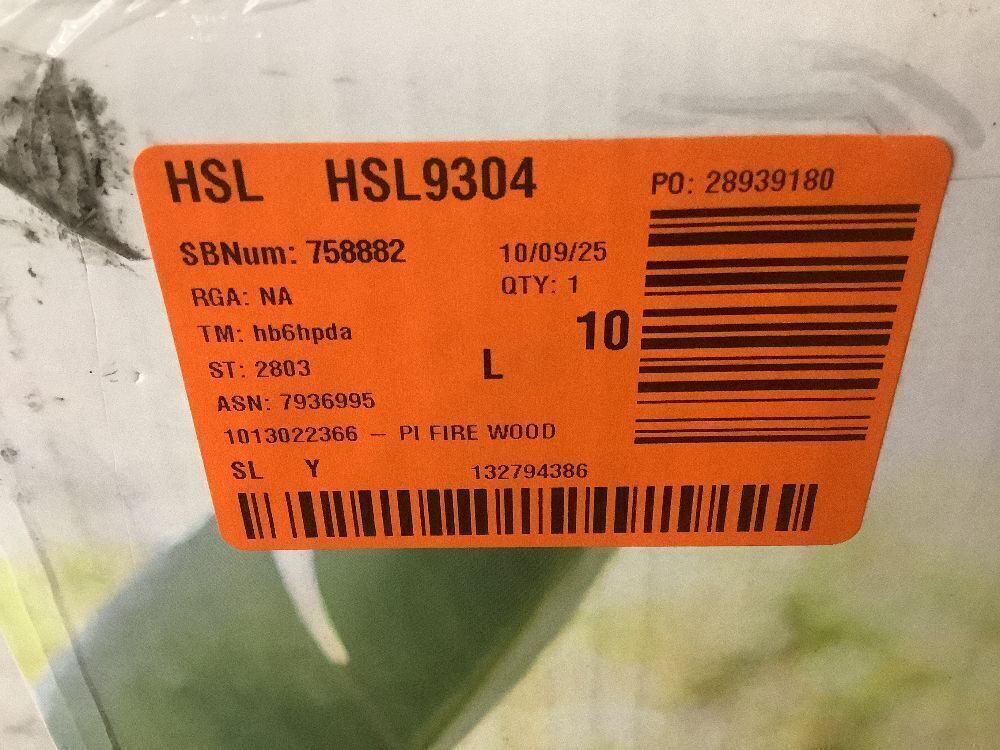 HSL HSL9304 PO: 28939180
SBNum: 758882 10/09/25
RGA: NA QTY: 1
TM: hb6hpda 10
ST: 2803 L
ASN: 7936995
1013022366 – PI FIRE WOOD
SL Y 132794386